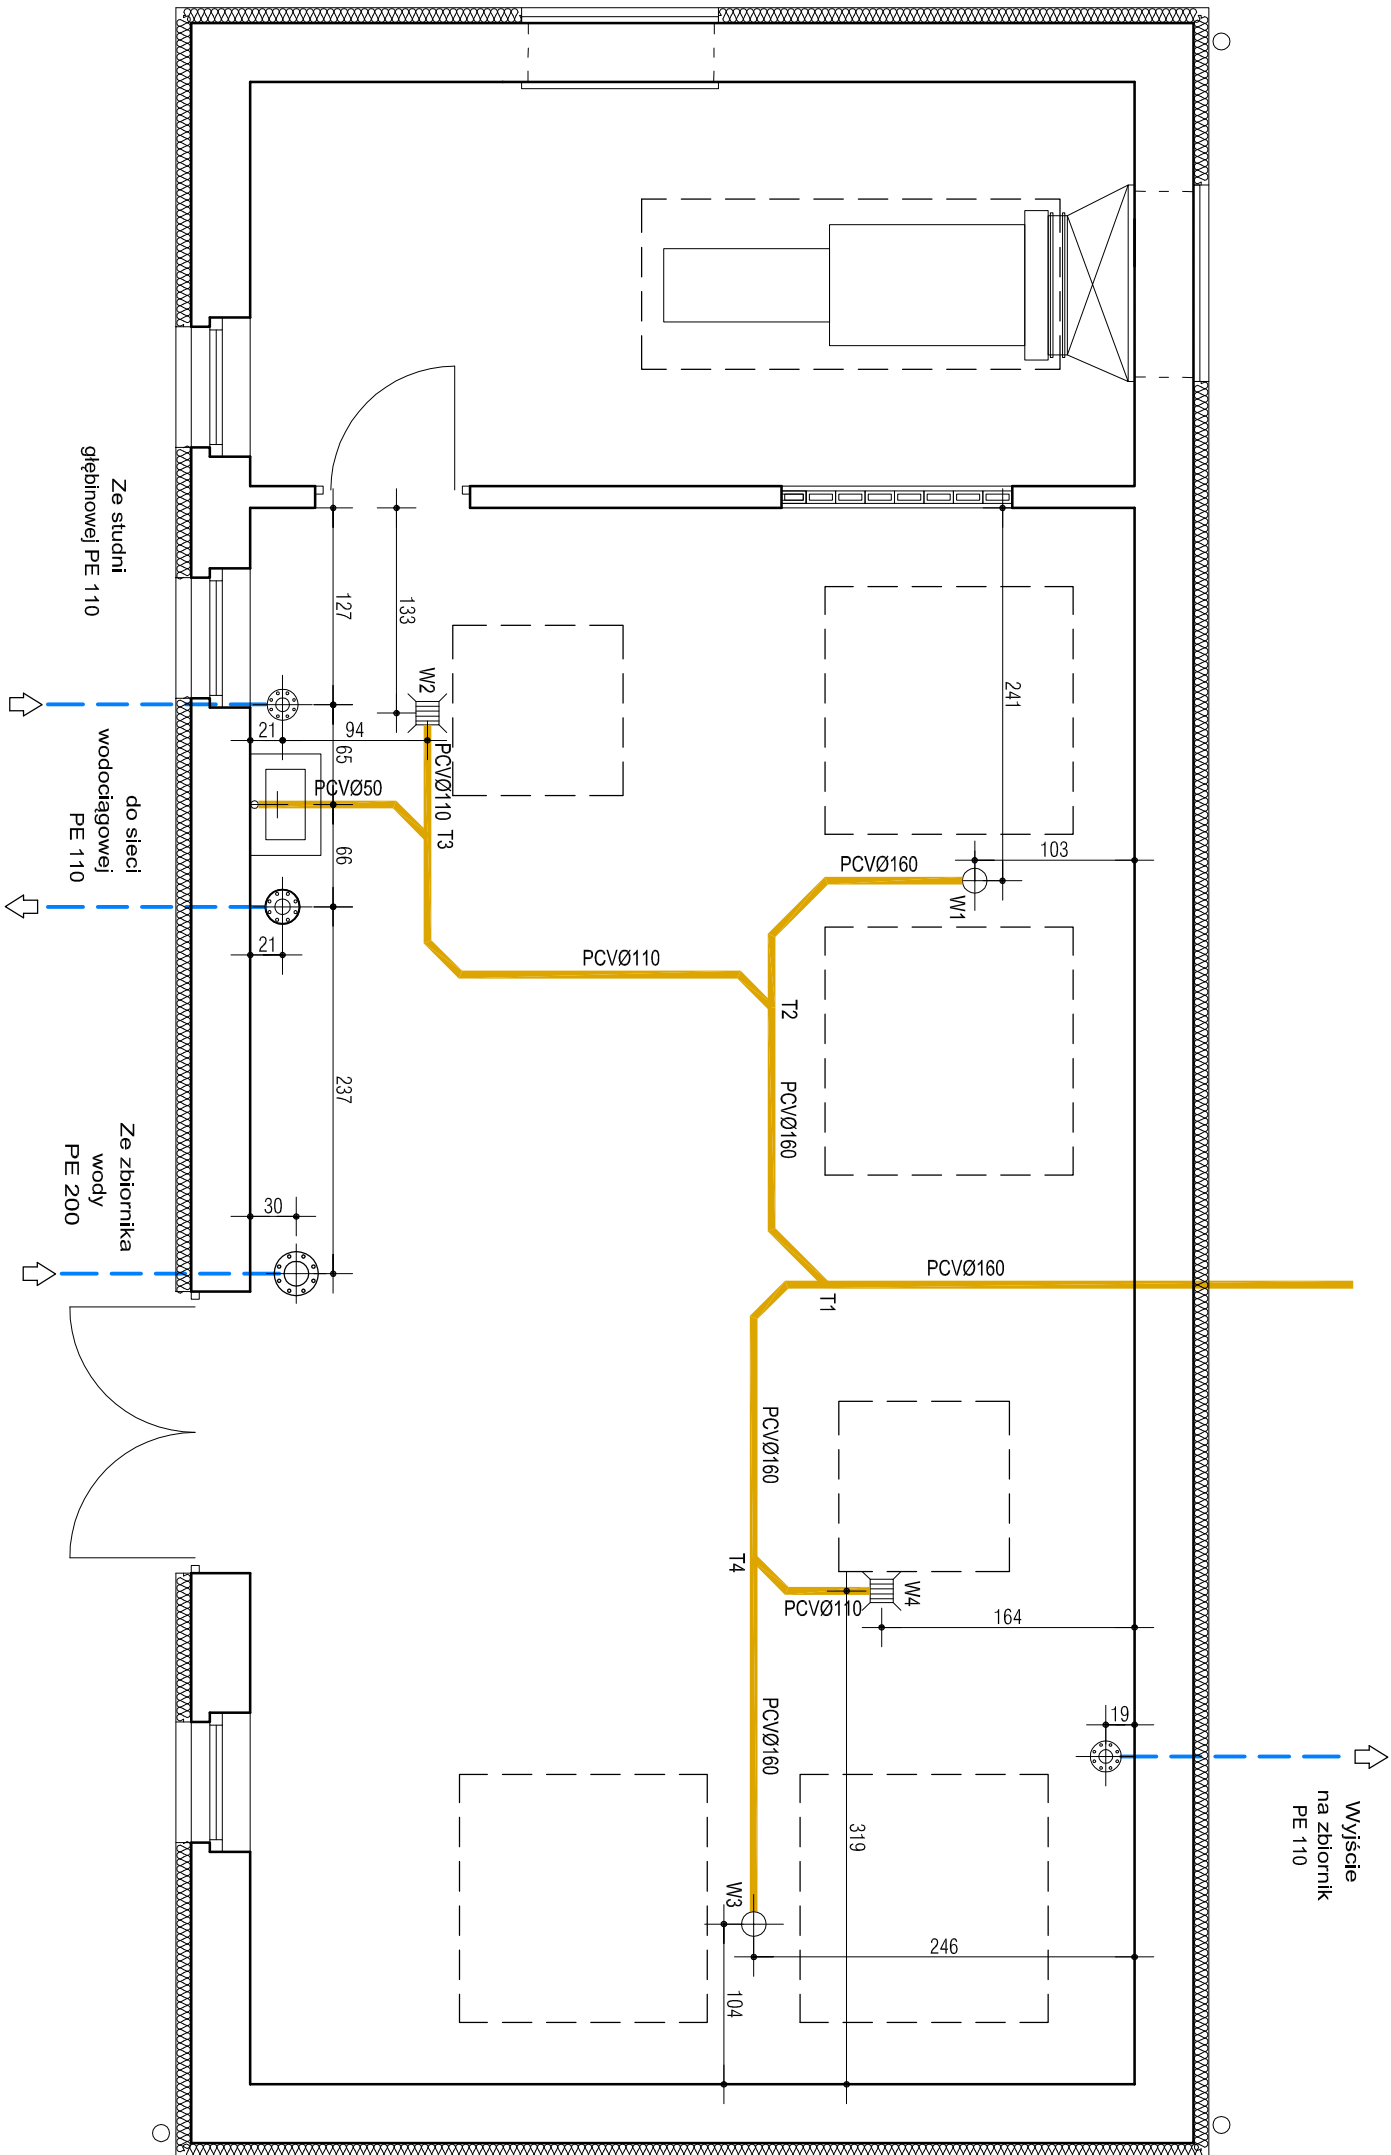 Ze studni
głębinowej PE 110
do sieci
wodociągowej
PE 110
Ze zbiornika
wody
PE 200
Wyjście
na zbiornik
PE 110
127
133
241
W2
21
94
65
PCVØ110
T3
PCVØ50
66
21
103
PCVØ160
W1
PCVØ110
T2
PCVØ160
237
30
PCVØ160
T1
PCVØ160
T4
W4
PCVØ110
164
19
PCVØ160
319
W3
246
104